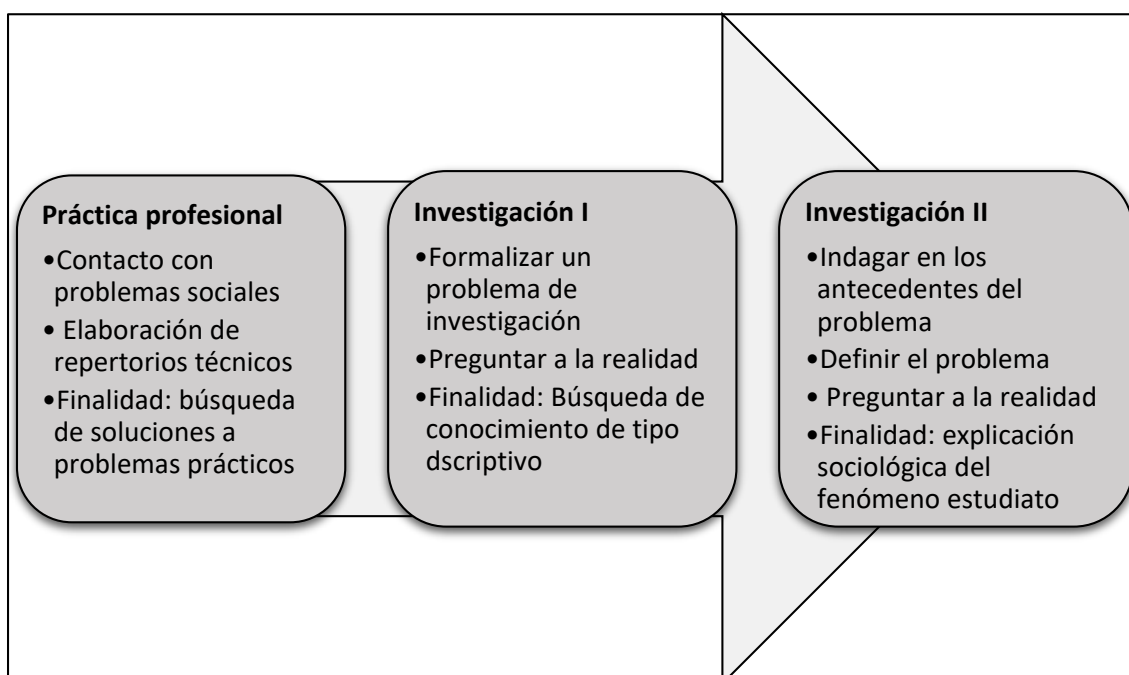 Práctica profesional
•Contacto con
problemas sociales
• Elaboración de
repertorios técnicos
•Finalidad: búsqueda
de soluciones a
problemas prácticos
Investigación I
•Formalizar un
problema de
investigación
•Preguntar a la realidad
•Finalidad: Búsqueda de
conocimiento de tipo
dscriptivo
Investigación II
•Indagar en los
antecedentes del
problema
•Definir el problema
• Preguntar a la realidad
•Finalidad: explicación
sociológica del
fenómeno estudiato